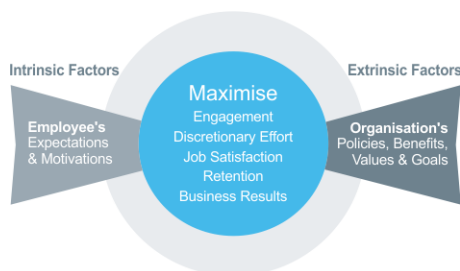 Intrinsic Factors
Extrinsic Factors
Employee's
Expectations
& Motivations
Maximise
Engagement
Discretionary Effort
Job Satisfaction
Retention
Business Results
Organisation's
Policies, Benefits,
Values & Goals